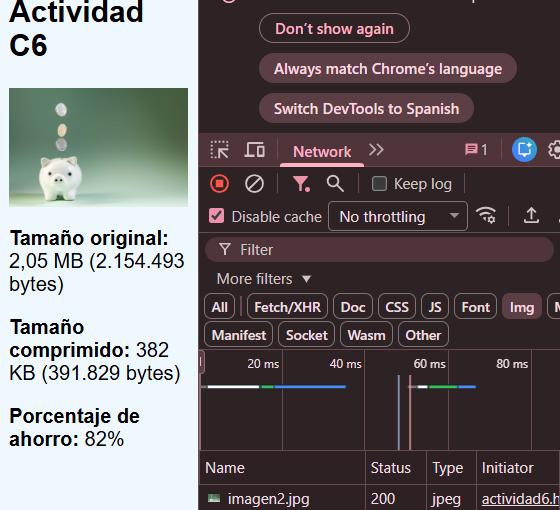 Actividad
C6
Tamaño original:
2,05 MB (2.154.493
bytes)
Tamaño
comprimido: 382
KB (391.829 bytes)
Porcentaje de
ahorro: 82%
Don't show again
Always match Chrome's language
Switch DevTools to Spanish
Network
1
Keep log
Disable cache
No throttling
Filter
More filters
All Fetch/XHR Doc CSS JS Font Img
Manifest Socket Wasm Other
20 ms 40 ms 60 ms 80 ms
Name Status Type Initiator
imagen2.jpg 200 jpeg actividad6.h